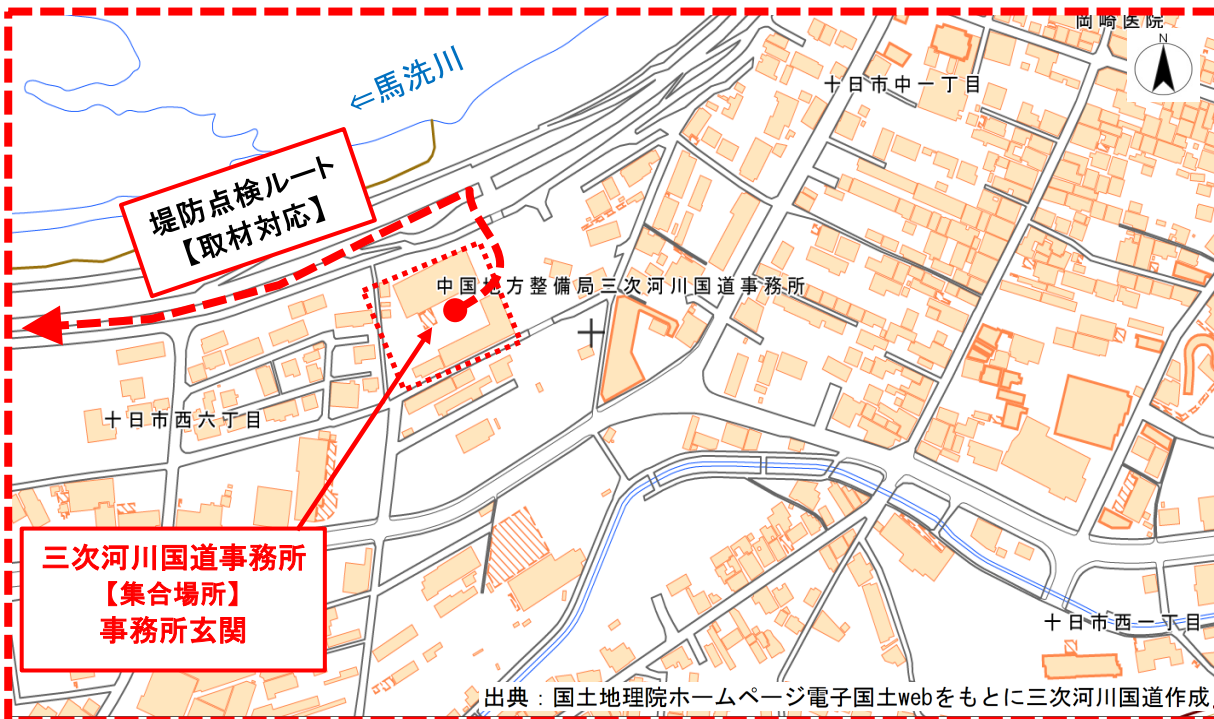 岡崎医院
N
⇐馬洗川
十日市中一丁目
堤防点検ルート
【取材対応】
中国地方整備局三次河川国道事務所
十日市西六丁目
三次河川国道事務所
【集合場所】
事務所玄関
十日市西一丁目
出典：国土地理院ホームページ電子国土webをもとに三次河川国道作成